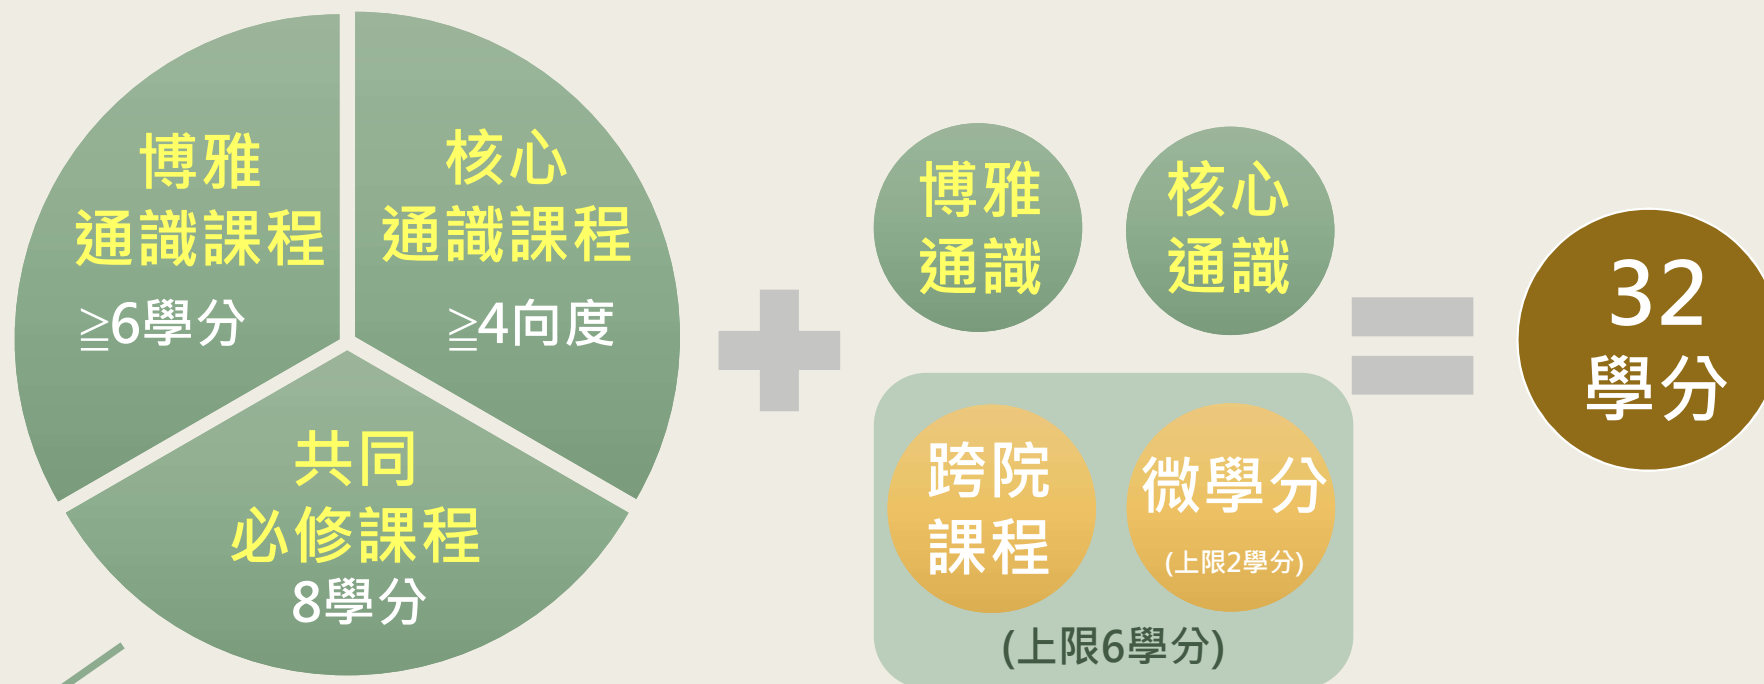 博雅
通識課程
≧6學分
核心
通識課程
≧4向度
共同
必修課程
8學分
博雅
通識
核心
通識
跨院
課程
微學分
(上限2學分)
(上限6學分)
32
學分